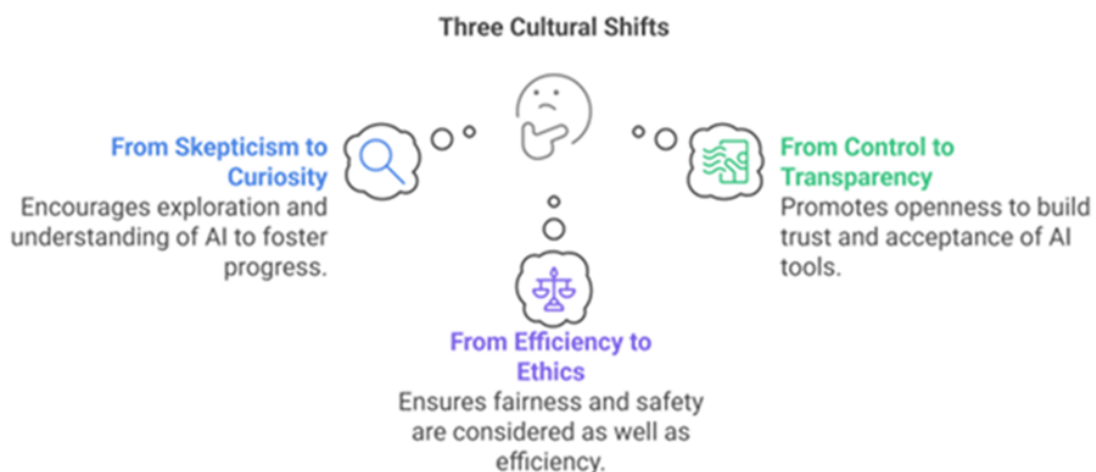 Three Cultural Shifts
From Skepticism to
Curiosity
Encourages exploration and
understanding of AI to foster
progress.
From Control to
Transparency
Promotes openness to build
trust and acceptance of AI
tools.
From Efficiency to
Ethics
Ensures fairness and safety
are considered as well as
efficiency.